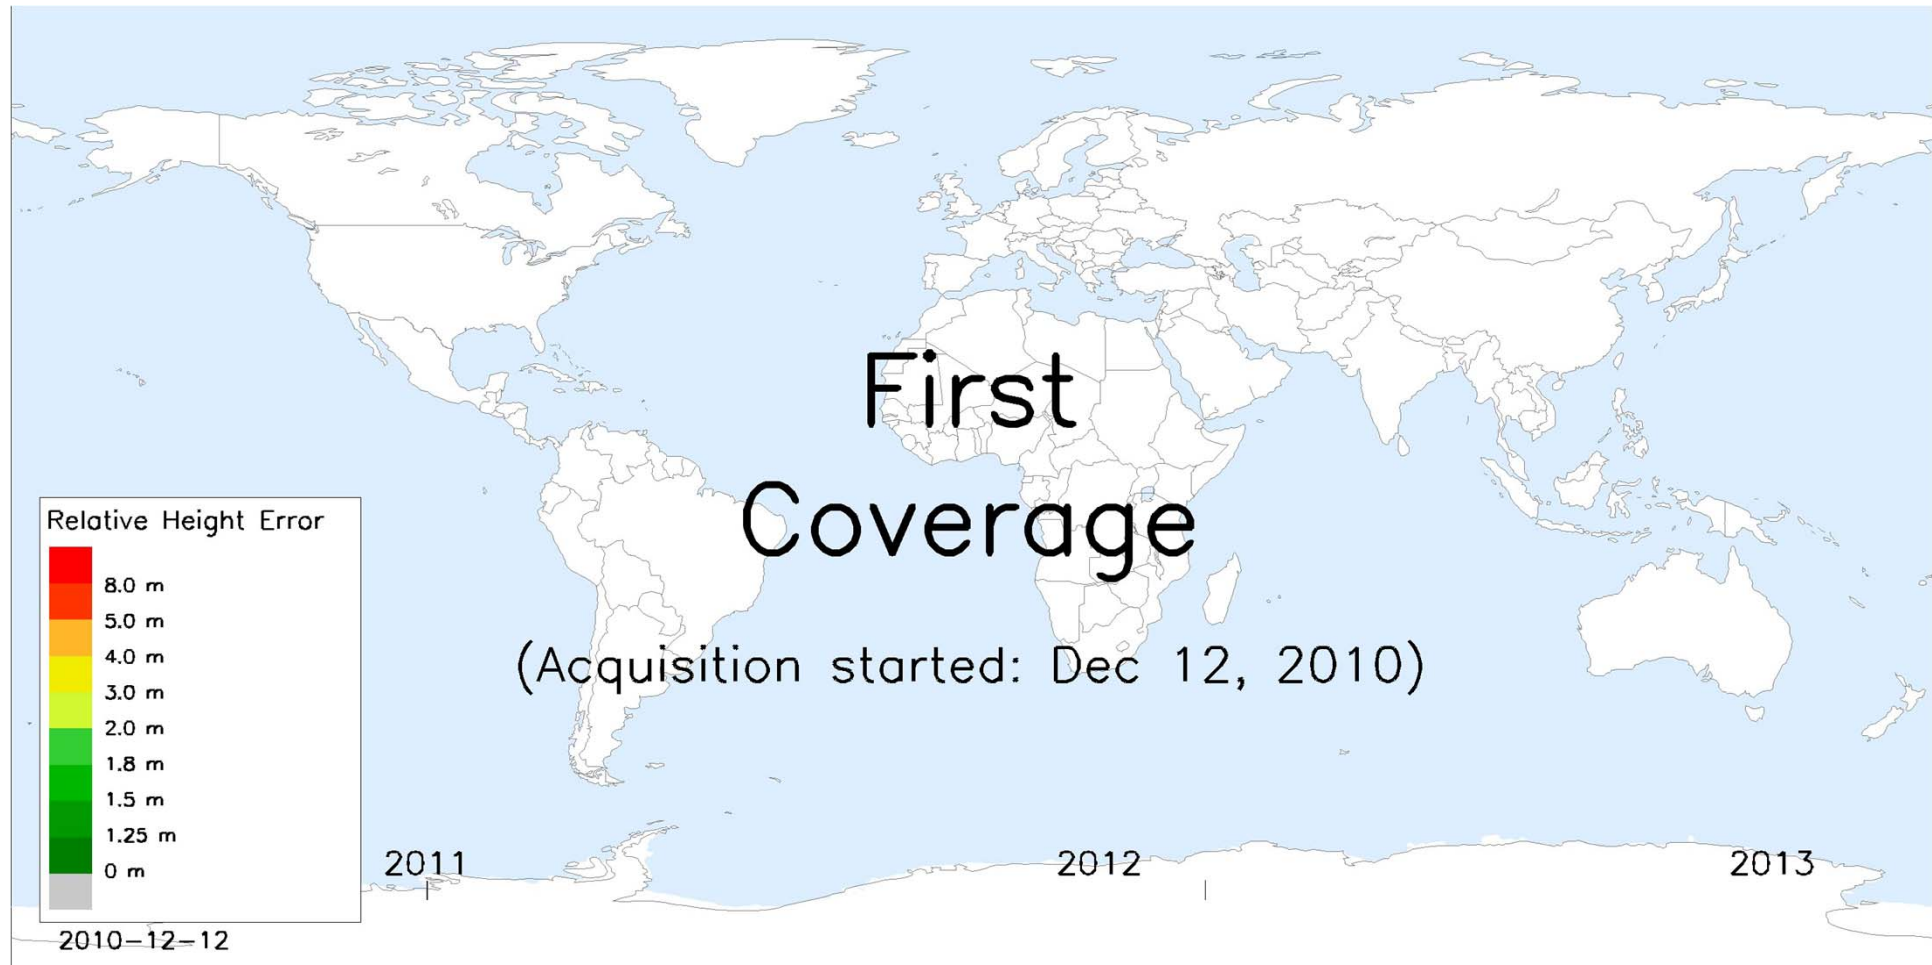 First
Coverage
(Acquisition started: Dec 12, 2010)
Relative Height Error
8.0 m
5.0 m
4.0 m
3.0 m
2.0 m
1.8 m
1.5 m
1.25 m
0 m
2011
2012
2013
2010-12-12